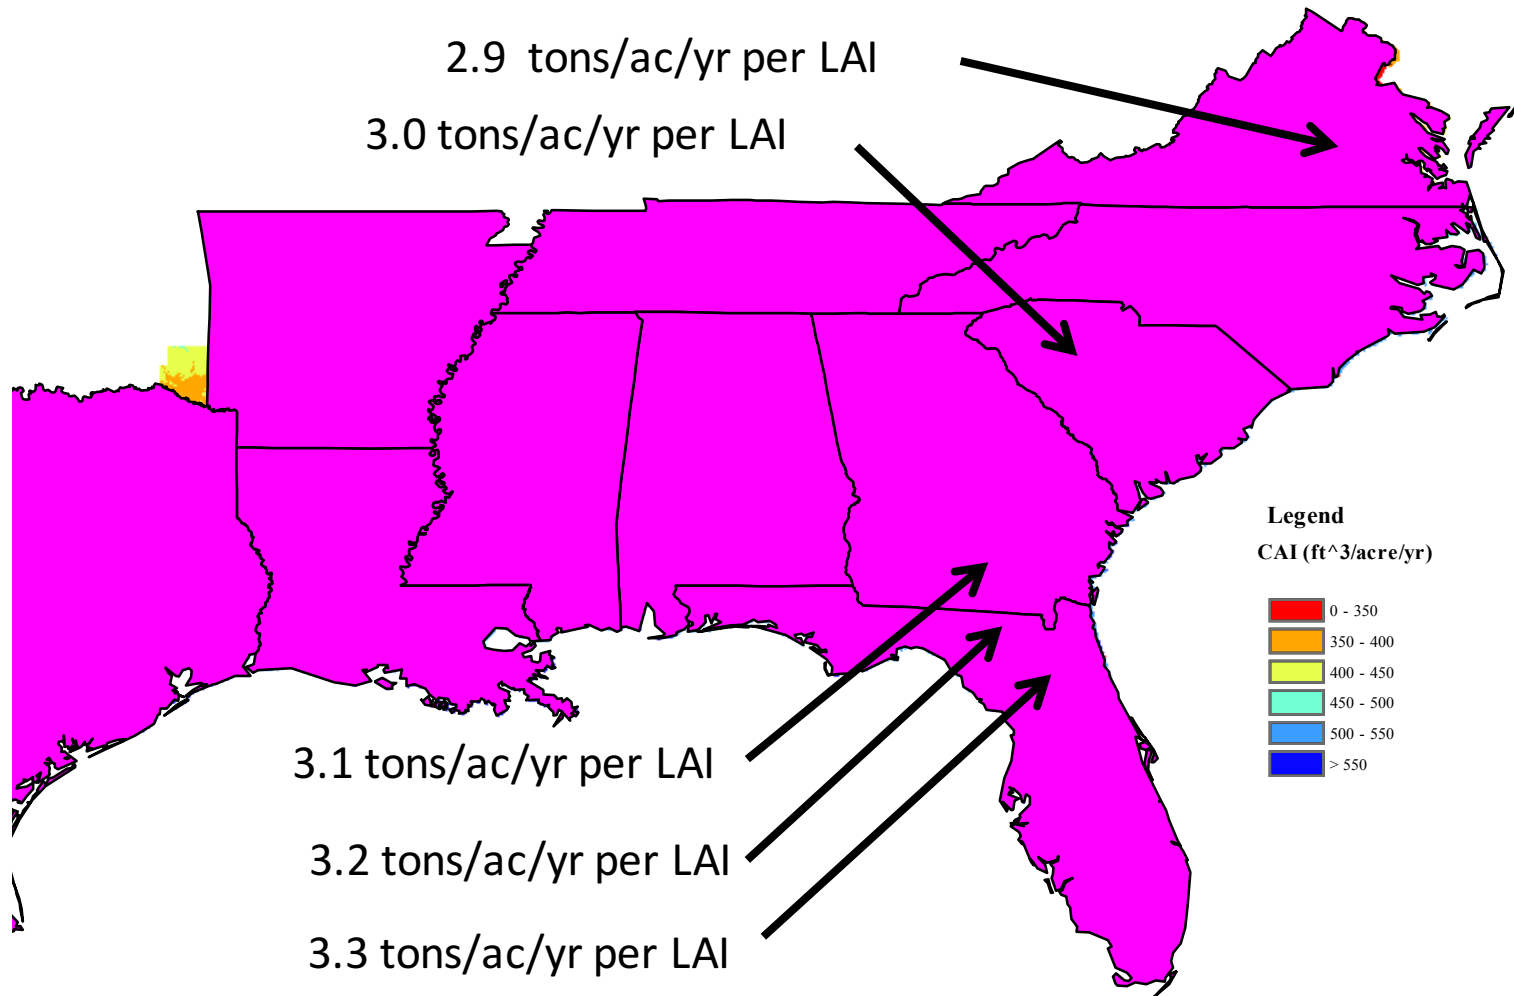 2.9 tons/ac/yr per LAI
3.0 tons/ac/yr per LAI
3.1 tons/ac/yr per LAI
3.2 tons/ac/yr per LAI
3.3 tons/ac/yr per LAI
Legend
CAI (ft^3/acre/yr)
0 - 350
350 - 400
400 - 450
450 - 500
500 - 550
> 550